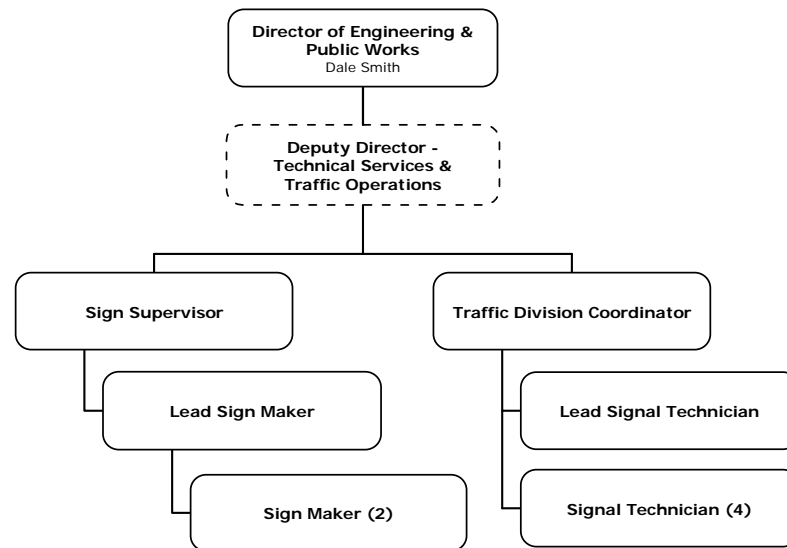 Director of Engineering &
Public Works
Dale Smith
Deputy Director -
Technical Services &
Traffic Operations
Sign Supervisor
Traffic Division Coordinator
Lead Sign Maker
Lead Signal Technician
Sign Maker (2)
Signal Technician (4)